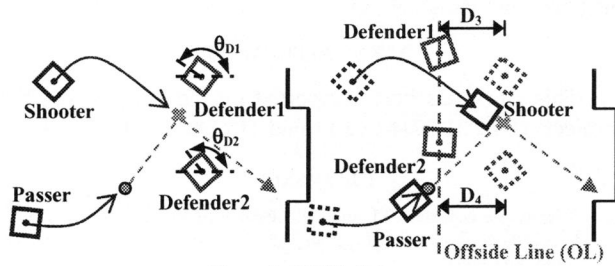 θD1
Shooter
Defender1
θD2
Passer
Defender2
Defender1
D3
Shooter
Defender2
D4
Passer
Offside Line (OL)